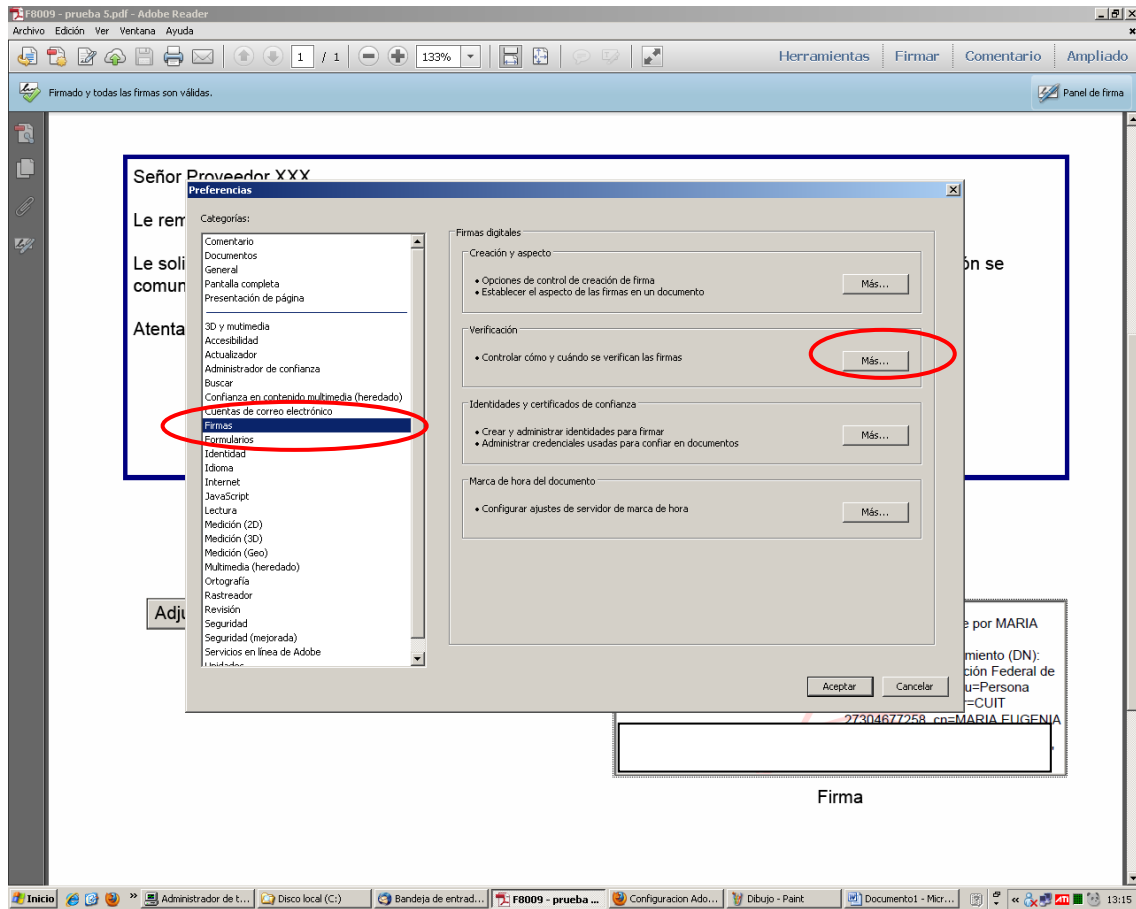 F8009 - prueba 5.pdf - Adobe Reader
Archivo Edición Ver Ventana Ayuda
1 / 1 133% Herramientas Firmar Comentario Ampliado
Firmado y todas las firmas son válidas. Panel de firma
Señor Proveedor XXX
Le rem
Le soli ón se
comun
Atenta
Preferencias
Categorías:
Comentario
Documentos
General
Pantalla completa
Presentación de página
3D y mutimedia
Accesibilidad
Actualizador
Administrador de confianza
Buscar
Confianza en contenido multimedia (heredado)
Cuentas de correo electrónico
Firmas
Formularios
Identidad
Idioma
Internet
JavaScript
Lectura
Medición (2D)
Medición (3D)
Medición (Geo)
Multimedia (heredado)
Ortografía
Rastreador
Revisión
Seguridad
Seguridad (mejorada)
Servicios en línea de Adobe
Unidades
Firmas digitales
Creación y aspecto
• Opciones de control de creación de firma
• Establecer el aspecto de las firmas en un documento
Más...
Verificación
• Controlar cómo y cuándo se verifican las firmas
Más...
Identidades y certificados de confianza
• Crear y administrar identidades para firmar
• Administrar credenciales usadas para confiar en documentos
Más...
Marca de hora del documento
• Configurar ajustes de servidor de marca de hora
Más...
Aceptar Cancelar
Adju
e por MARIA
miento (DN):
ción Federal de
u=Persona
r=CUIT
27304677258, cn=MARIA EUGENIA
Firma
Inicio » Administrador de t... Disco local (C:) Bandeja de entrad... F8009 - prueba ... Configuracion Ado... Dibujo - Paint Documento1 - Micr... « 13:15